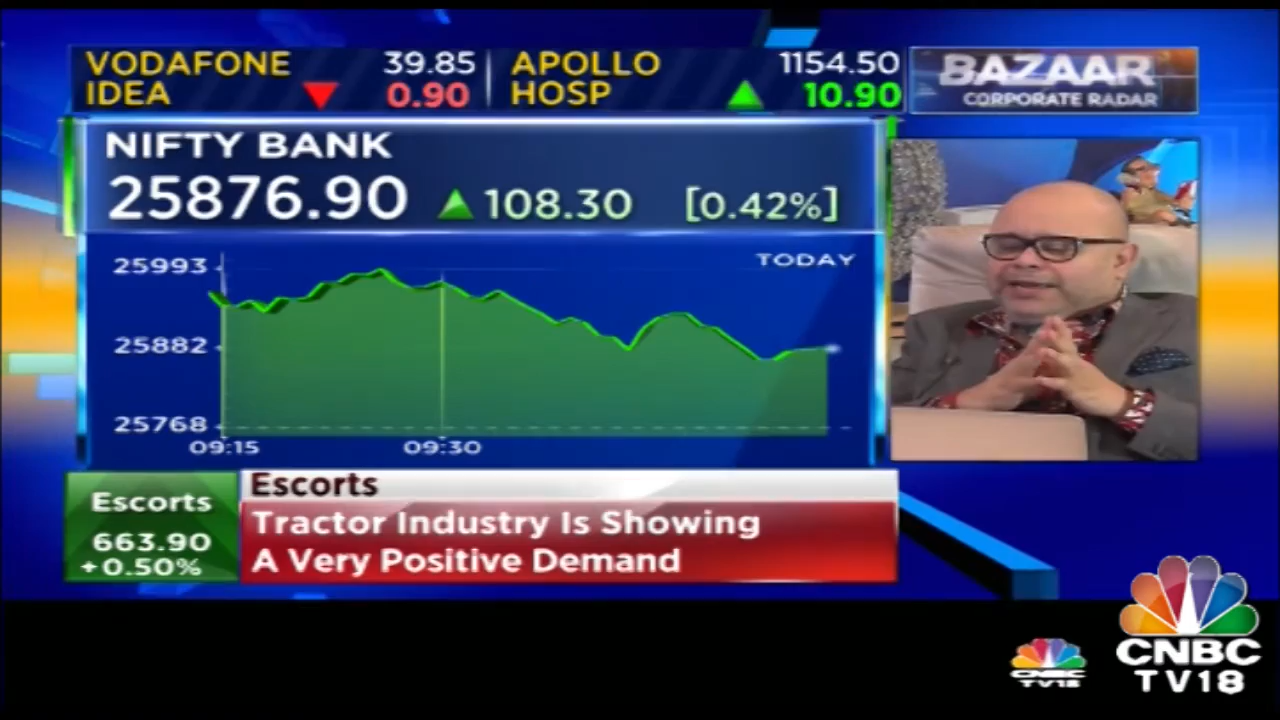 VODAFONE 39.85
IDEA 0.90
APOLLO 1154.50
HOSP 10.90
BAZAAR
CORPORATE RADAR
NIFTY BANK
25876.90 108.30 [0.42%]
TODAY
25993
25882
25768
09:15 09:30
Escorts
663.90
+0.50%
Escorts
Tractor Industry Is Showing
A Very Positive Demand
CNBC
TV18
CNBC
TV18